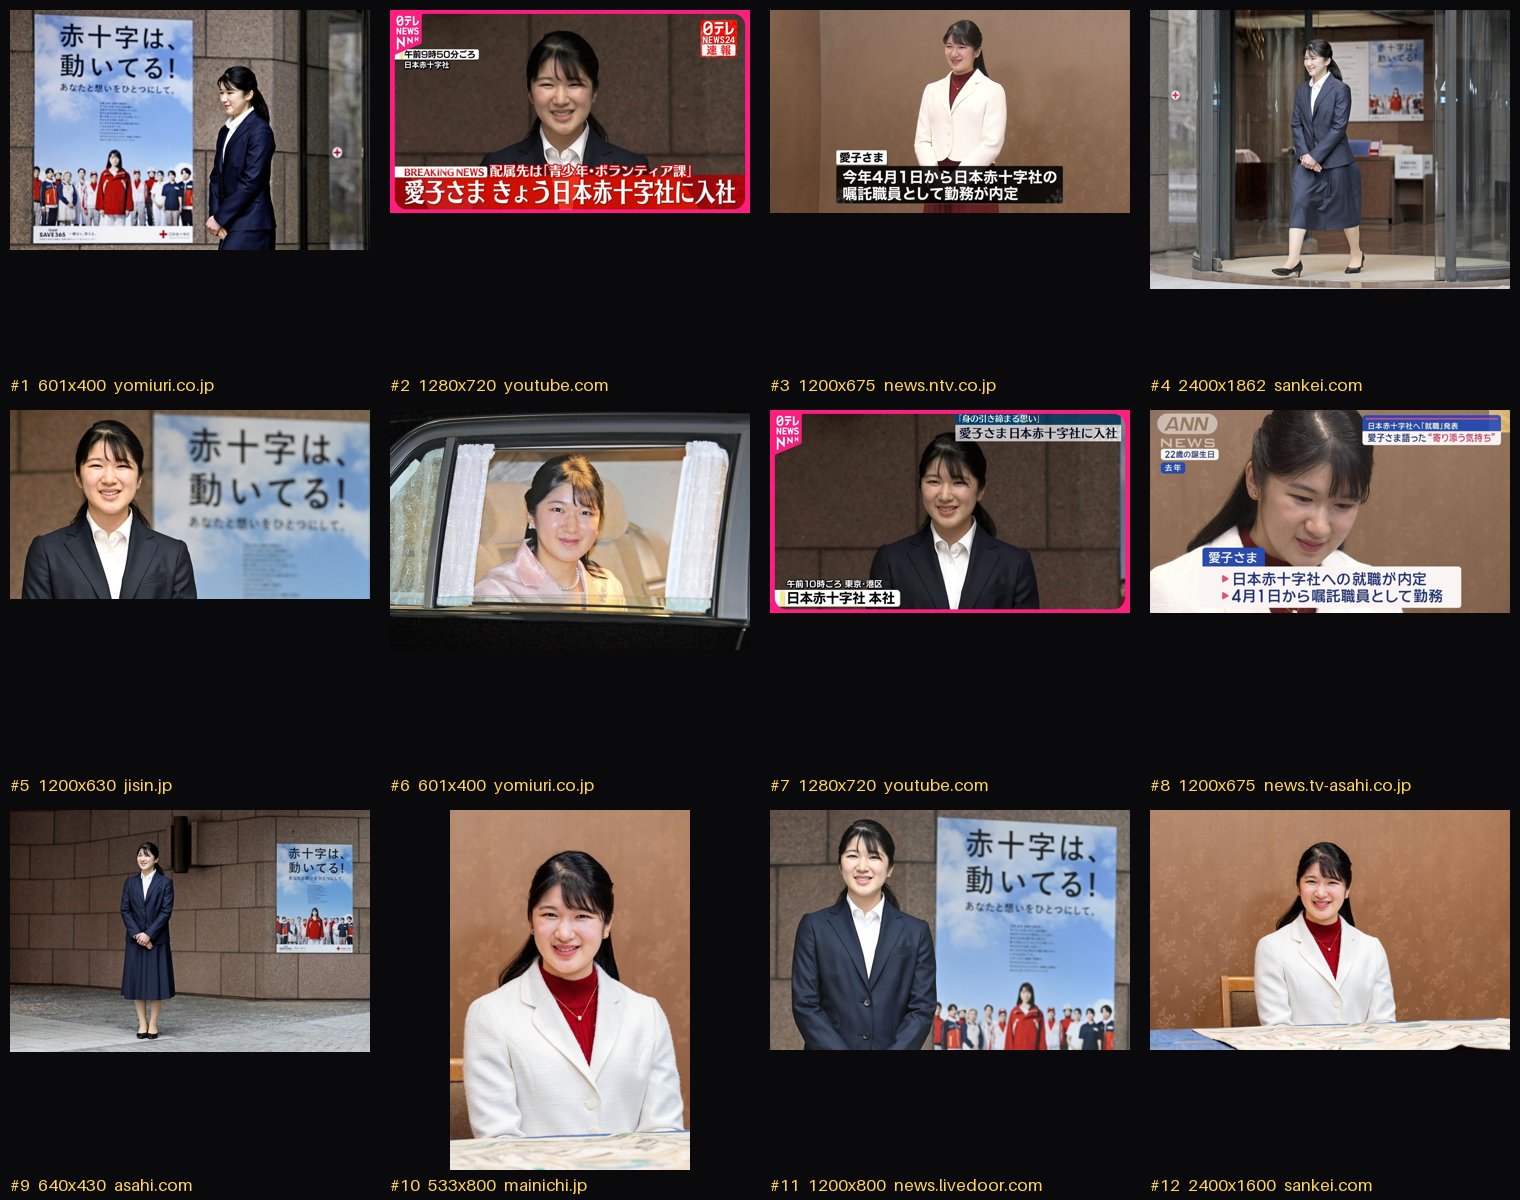 赤十字は、
動いてる!
あなたと想いをひとつにして。
SAVE365
日本赤十字社
#1 601x400 yomiuri.co.jp
日テレ
NEWS
NNN
午前9時50分ごろ
日本赤十字社
日テレ
NEWS24
速報
BREAKING NEWS 配属先は「青少年・ボランティア課」
愛子さま きょう日本赤十字社に入社
#2 1280x720 youtube.com
愛子さま
今年4月1日から日本赤十字社の
嘱託職員として勤務が内定
#3 1200x675 news.ntv.co.jp
赤十字は、
動いてる!
#4 2400x1862 sankei.com
赤十字は、
動いてる!
あなたと想いをひとつにして。
#5 1200x630 jisin.jp
#6 601x400 yomiuri.co.jp
日テレ
NEWS
NNN
「身の引き締まる思い」
愛子さま日本赤十字社に入社
午前10時ごろ 東京・港区
日本赤十字社 本社
#7 1280x720 youtube.com
ANN
NEWS
22歳の誕生日
去年
日本赤十字社へ「就職」発表
愛子さま語った“寄り添う気持ち”
愛子さま
日本赤十字社への就職が内定
4月1日から嘱託職員として勤務
#8 1200x675 news.tv-asahi.co.jp
赤十字は、
動いてる!
#9 640x430 asahi.com
#10 533x800 mainichi.jp
赤十字は、
動いてる!
あなたと想いをひとつにして。
#11 1200x800 news.livedoor.com
#12 2400x1600 sankei.com